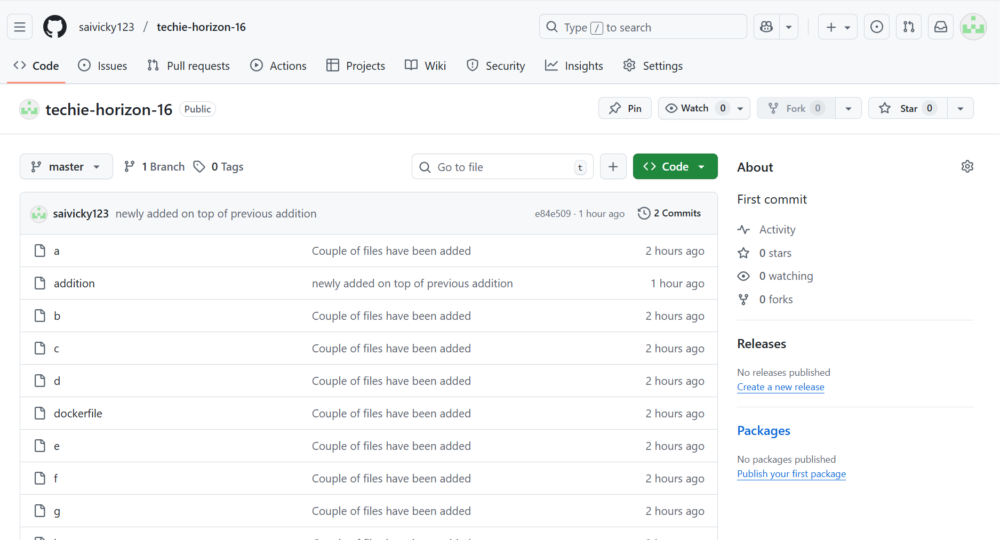 saivicky123 / techie-horizon-16
Type / to search
Code Issues Pull requests Actions Projects Wiki Security Insights Settings
techie-horizon-16 Public
Pin Watch 0 Fork 0 Star 0
master 1 Branch 0 Tags
Go to file t
Code
saivicky123 newly added on top of previous addition e84e509 · 1 hour ago 2 Commits
a Couple of files have been added 2 hours ago
addition newly added on top of previous addition 1 hour ago
b Couple of files have been added 2 hours ago
c Couple of files have been added 2 hours ago
d Couple of files have been added 2 hours ago
dockerfile Couple of files have been added 2 hours ago
e Couple of files have been added 2 hours ago
f Couple of files have been added 2 hours ago
g Couple of files have been added 2 hours ago
About
First commit
Activity
0 stars
0 watching
0 forks
Releases
No releases published
Create a new release
Packages
No packages published
Publish your first package